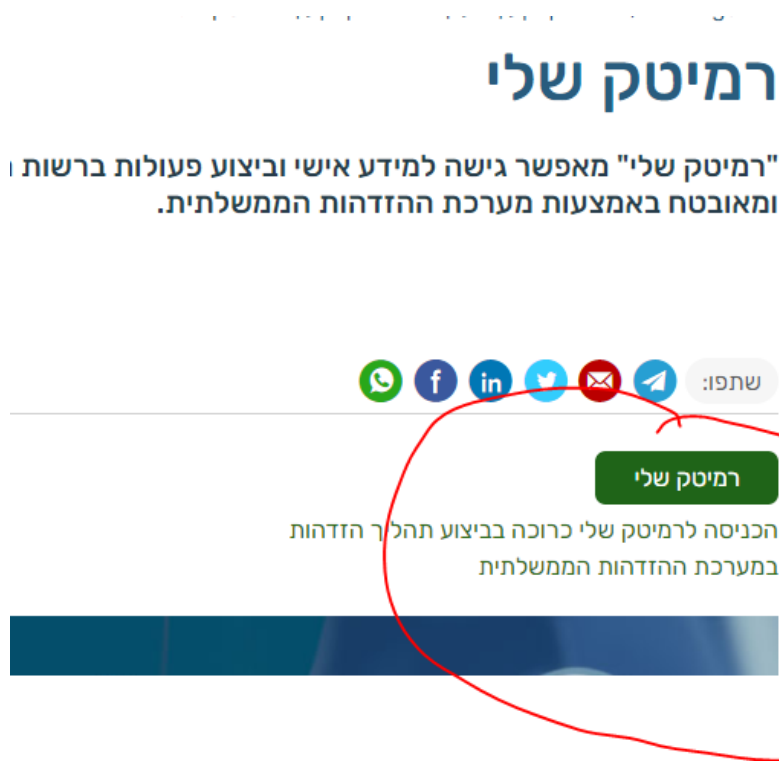 רמיטק שלי
"רמיטק שלי" מאפשר גישה למידע אישי וביצוע פעולות ברשות
ומאובטח באמצעות מערכת ההזדהות הממשלתית.
שתפו:
רמיטק שלי
הכניסה לרמיטק שלי כרוכה בביצוע תהליך הזדהות
במערכת ההזדהות הממשלתית